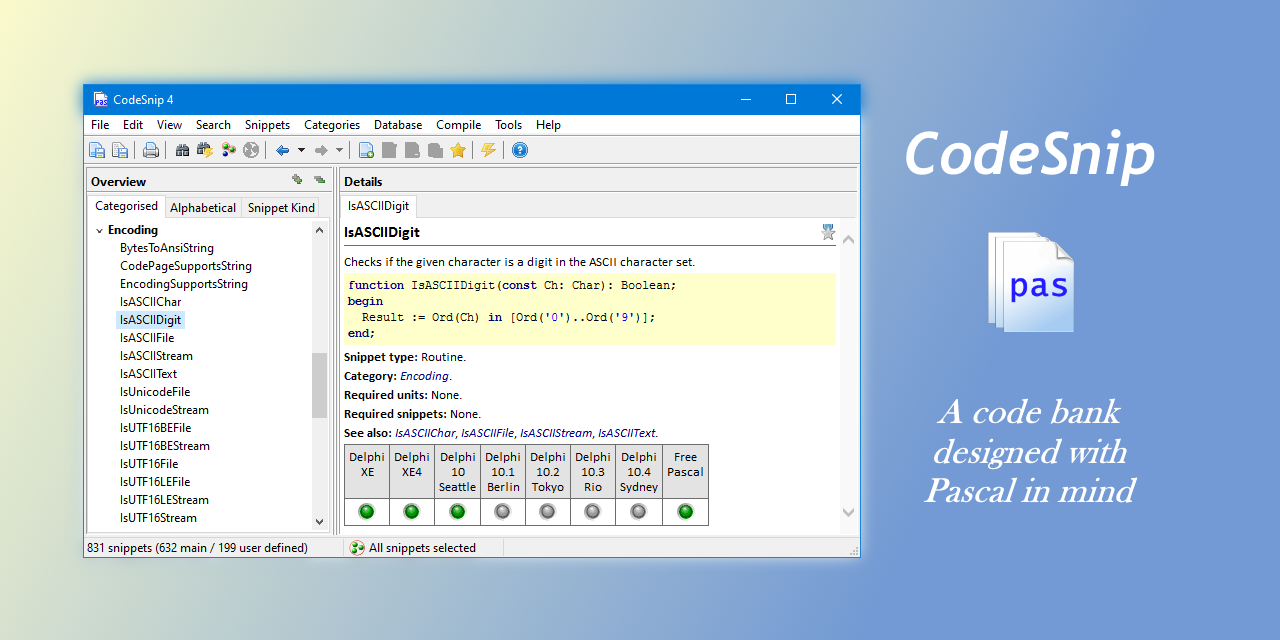 CodeSnip 4
File Edit View Search Snippets Categories Database Compile Tools Help
Overview
Categorised Alphabetical Snippet Kind
Encoding
BytesToAnsiString
CodePageSupportsString
EncodingSupportsString
IsASCIIChar
IsASCIIDigit
IsASCIIFile
IsASCIIStream
IsASCIIText
IsUnicodeFile
IsUnicodeStream
IsUTF16BEFile
IsUTF16BEStream
IsUTF16File
IsUTF16LEFile
IsUTF16LEStream
IsUTF16Stream
Details
IsASCIIDigit
IsASCIIDigit
Checks if the given character is a digit in the ASCII character set.
function IsASCIIDigit(const Ch: Char): Boolean;
begin
  Result := Ord(Ch) in [Ord('0')..Ord('9')];
end;
Snippet type: Routine.
Category: Encoding.
Required units: None.
Required snippets: None.
See also: IsASCIIChar, IsASCIIFile, IsASCIIStream, IsASCIIText.
Delphi XE
Delphi XE4
Delphi 10 Seattle
Delphi 10.1 Berlin
Delphi 10.2 Tokyo
Delphi 10.3 Rio
Delphi 10.4 Sydney
Free Pascal
831 snippets (632 main / 199 user defined)
All snippets selected
CodeSnip
pas
A code bank
designed with
Pascal in mind